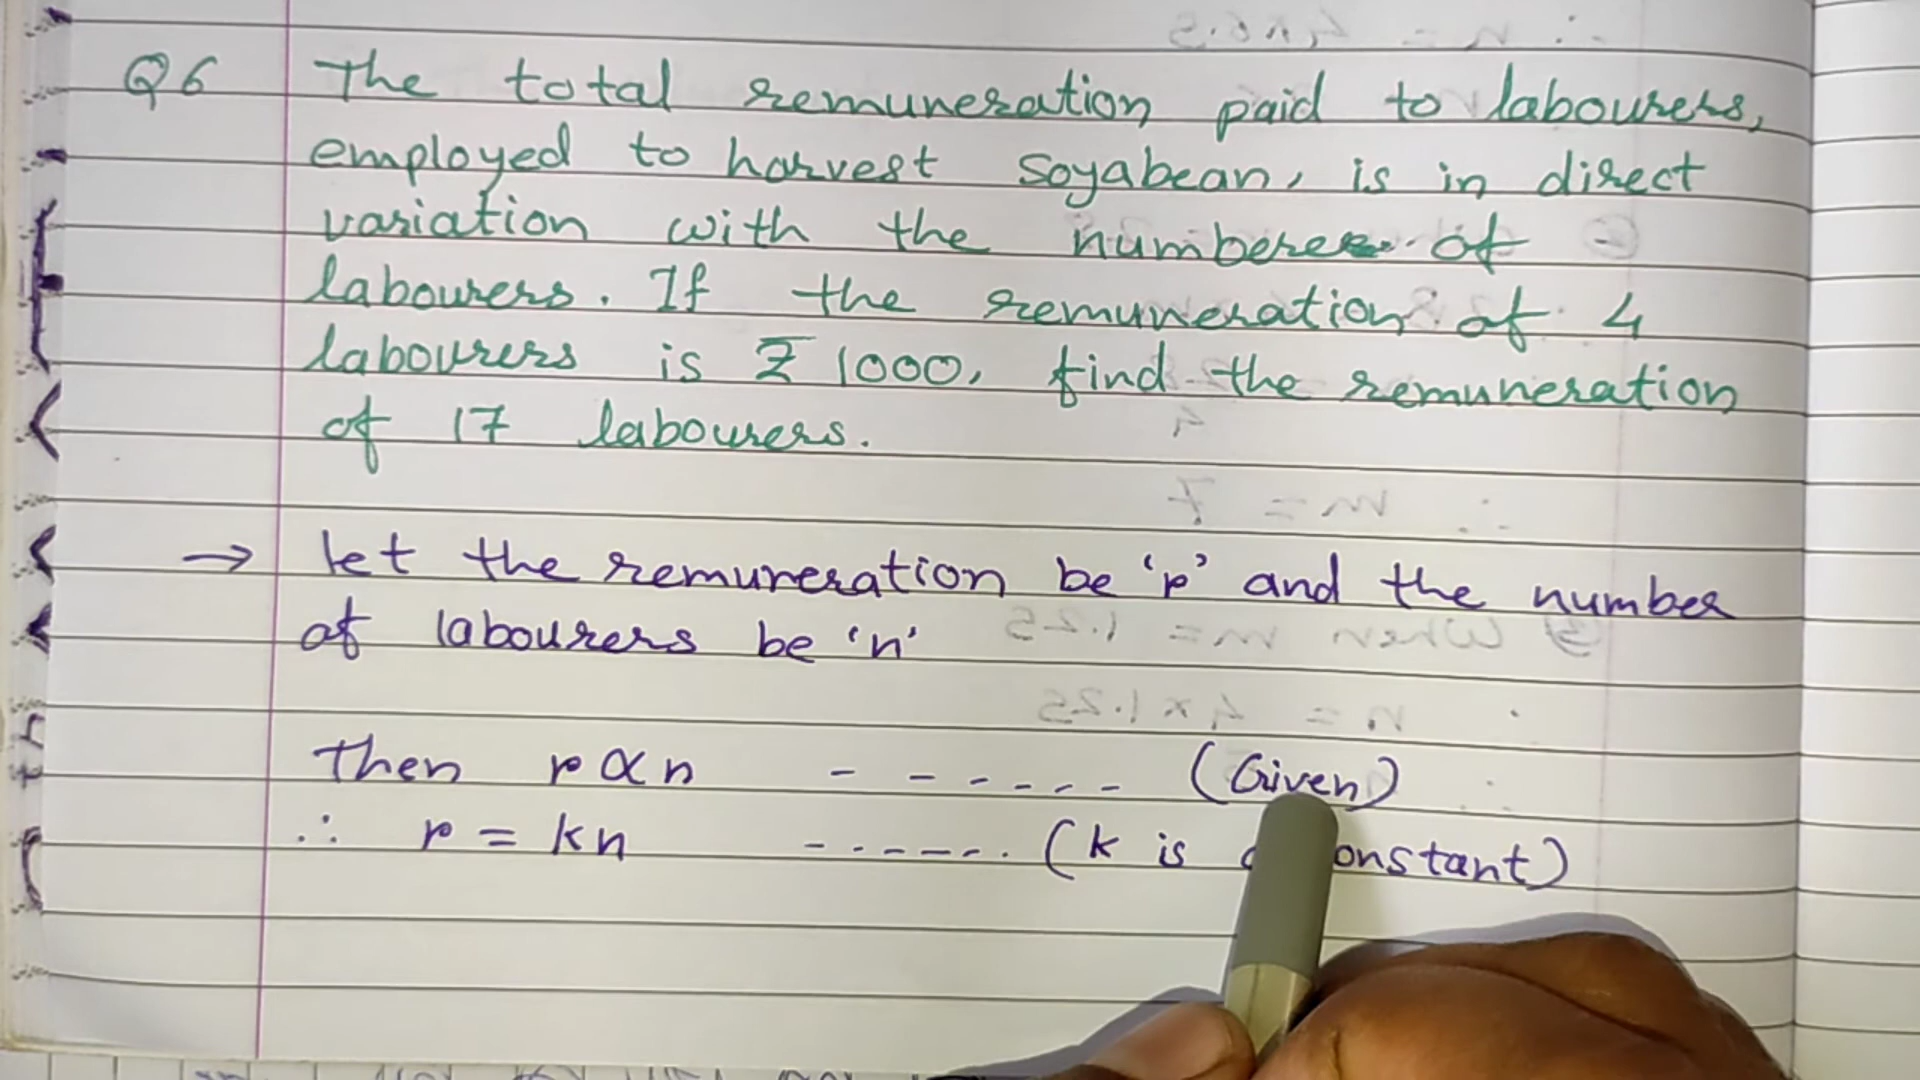 Q6 The total remuneration paid to labourers,
employed to harvest soyabean, is in direct
variation with the number of
labourers. If the remuneration of 4
labourers is ₹ 1000, find the remuneration
of 17 labourers.
→ let the remuneration be 'r' and the number
of labourers be 'n'
Then r ∝ n - - - - - - (Given)
∴ r = kn - - - - - - . (k is constant)